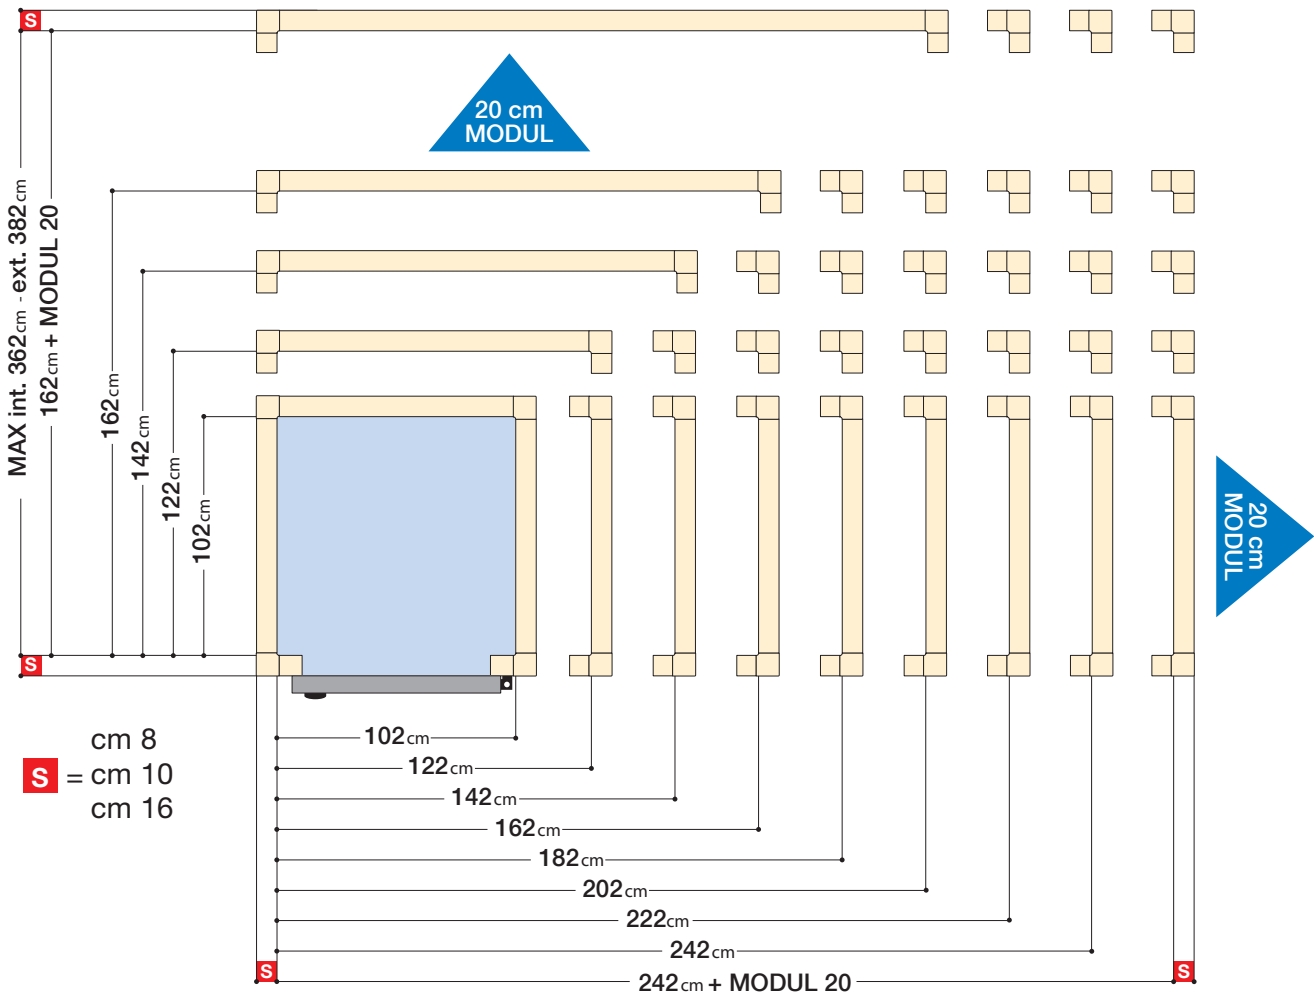 S
20 cm
MODUL
MAX int. 362cm - ext. 382cm
162cm + MODUL 20
162cm
142cm
122cm
102cm
20 cm
MODUL
S
cm 8
S = cm 10
cm 16
102cm
122cm
142cm
162cm
182cm
202cm
222cm
242cm
S
242cm + MODUL 20
S